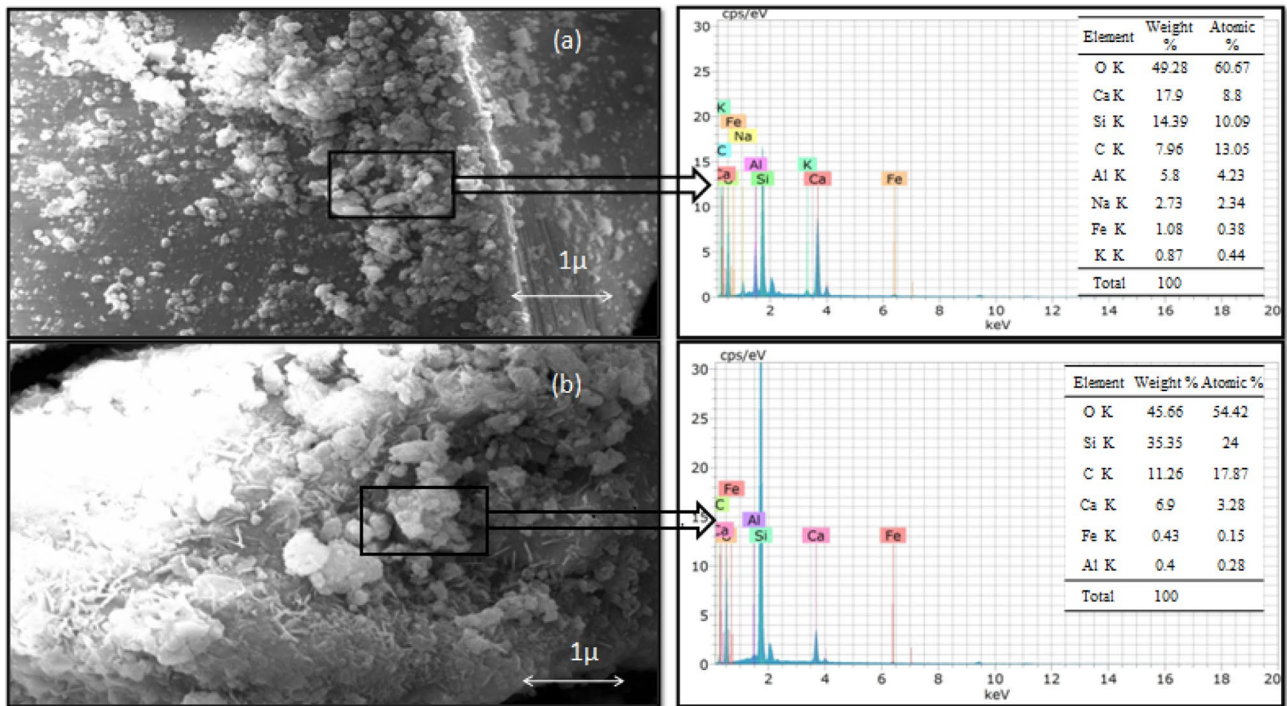 (a)
1μ
cps/eV
30
25
20
15
10
5
0
K
Fe
Na
C
Al
K
Ca
Si
Ca
Fe
2 4 6 8 10 12 14 16 18 20
keV
Element Weight % Atomic %
O K 49.28 60.67
Ca K 17.9 8.8
Si K 14.39 10.09
C K 7.96 13.05
Al K 5.8 4.23
Na K 2.73 2.34
Fe K 1.08 0.38
K K 0.87 0.44
Total 100
(b)
1μ
cps/eV
30
25
20
15
10
5
0
Fe
C
Al
Ca
Si
Ca
Fe
2 4 6 8 10 12 14 16 18 20
keV
Element Weight % Atomic %
O K 45.66 54.42
Si K 35.35 24
C K 11.26 17.87
Ca K 6.9 3.28
Fe K 0.43 0.15
Al K 0.4 0.28
Total 100